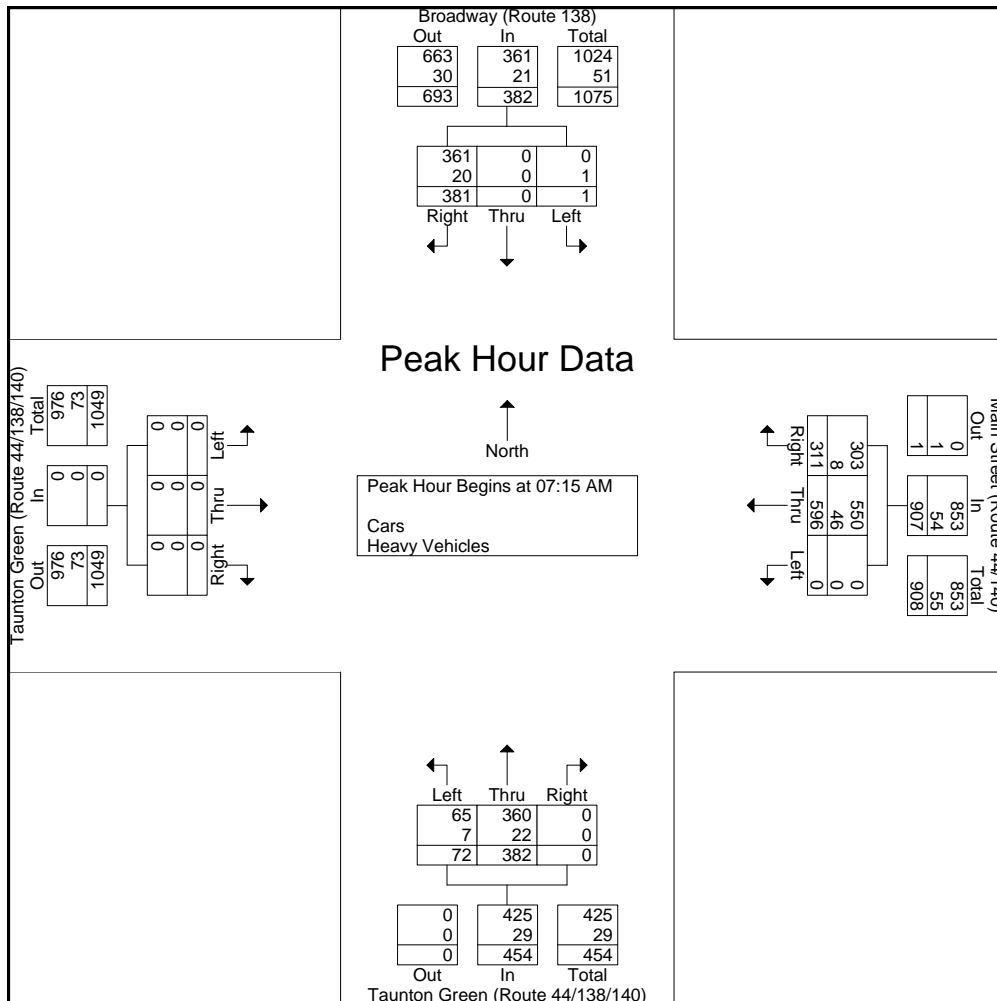 Broadway (Route 138)
Out In Total
663 361 1024
30 21 51
693 382 1075
361 0 0
20 0 1
381 0 1
Right Thru Left
Peak Hour Data
North
Peak Hour Begins at 07:15 AM
Cars
Heavy Vehicles
Taunton Green (Route 44/138/140)
Out In Total
976 0 976
73 0 73
1049 0 1049
Right Thru Left
0 0 0
0 0 0
0 0 0
Main Street (Route 44/140)
Out In Total
0 853 853
1 54 55
1 907 908
303 550 0
8 46 0
311 596 0
Right Thru Left
Left Thru Right
65 360 0
7 22 0
72 382 0
0 425 425
0 29 29
0 454 454
Out In Total
Taunton Green (Route 44/138/140)